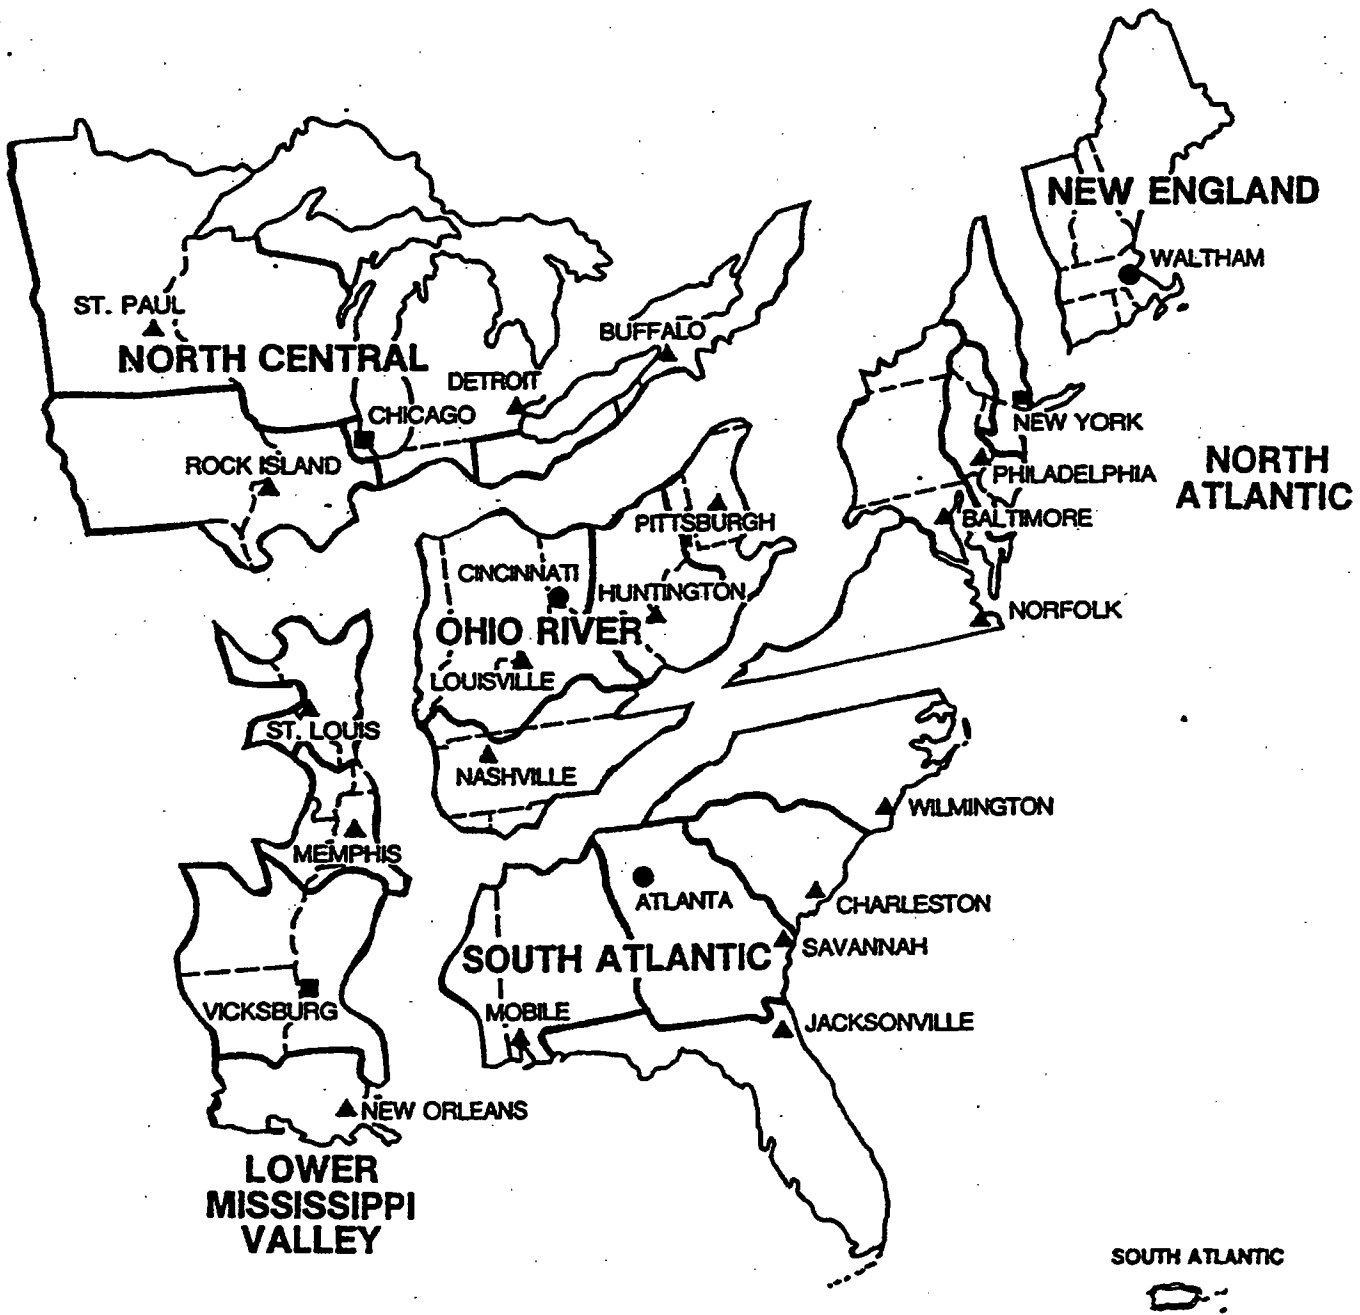 NEW ENGLAND
WALTHAM
ST. PAUL
NORTH CENTRAL
BUFFALO
DETROIT
CHICAGO
ROCK ISLAND
NEW YORK
NORTH
ATLANTIC
PHILADELPHIA
BALTIMORE
NORFOLK
PITTSBURGH
CINCINNATI
HUNTINGTON
OHIO RIVER
LOUISVILLE
NASHVILLE
ST. LOUIS
MEMPHIS
VICKSBURG
NEW ORLEANS
LOWER
MISSISSIPPI
VALLEY
WILMINGTON
ATLANTA
CHARLESTON
SAVANNAH
SOUTH ATLANTIC
MOBILE
JACKSONVILLE
SOUTH ATLANTIC